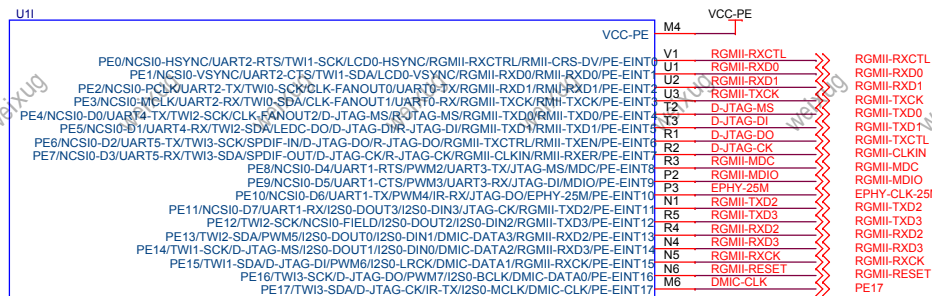 U1I
VCC-PE
VCC-PE M4
PE0/NCSI0-HSYNC/UART2-RTS/TWI1-SCK/LCD0-HSYNC/RGMII-RXCTRL/RMII-CRS-DV/PE-EINT0 V1 RGMII-RXCTL RGMII-RXCTL
PE1/NCSI0-VSYNC/UART2-CTS/TWI1-SDA/LCD0-VSYNC/RGMII-RXD0/RMII-RXD0/PE-EINT1 U1 RGMII-RXD0 RGMII-RXD0
PE2/NCSI0-PCLK/UART2-TX/TWI0-SCK/CLK-FANOUT0/UART0-TX/RGMII-RXD1/RMII-RXD1/PE-EINT2 U2 RGMII-RXD1 RGMII-RXD1
PE3/NCSI0-MCLK/UART2-RX/TWI0-SDA/CLK-FANOUT1/UART0-RX/RGMII-TXCK/RMII-TXCK/PE-EINT3 U3 RGMII-TXCK RGMII-TXCK
PE4/NCSI0-D0/UART4-TX/TWI2-SCK/CLK-FANOUT2/D-JTAG-MS/R-JTAG-MS/RGMII-TXD0/RMII-TXD0/PE-EINT4 T2 D-JTAG-MS RGMII-TXD0
PE5/NCSI0-D1/UART4-RX/TWI2-SDA/LEDC-DO/D-JTAG-DI/R-JTAG-DI/RGMII-TXD1/RMII-TXD1/PE-EINT5 T3 D-JTAG-DI RGMII-TXD1
PE6/NCSI0-D2/UART5-TX/TWI3-SCK/SPDIF-IN/D-JTAG-DO/R-JTAG-DO/RGMII-TXCTRL/RMII-TXEN/PE-EINT6 R1 D-JTAG-DO RGMII-TXCTL
PE7/NCSI0-D3/UART5-RX/TWI3-SDA/SPDIF-OUT/D-JTAG-CK/R-JTAG-CK/RGMII-CLKIN/RMII-RXER/PE-EINT7 R2 D-JTAG-CK RGMII-CLKIN
PE8/NCSI0-D4/UART1-RTS/PWM2/UART3-TX/JTAG-MS/MDC/PE-EINT8 R3 RGMII-MDC RGMII-MDC
PE9/NCSI0-D5/UART1-CTS/PWM3/UART3-RX/JTAG-DI/MDIO/PE-EINT9 P2 RGMII-MDIO RGMII-MDIO
PE10/NCSI0-D6/UART1-TX/PWM4/IR-RX/JTAG-DO/EPHY-25M/PE-EINT10 P3 EPHY-25M EPHY-CLK-25M
PE11/NCSI0-D7/UART1-RX/I2S0-DOUT3/I2S0-DIN3/JTAG-CK/RGMII-TXD2/PE-EINT11 N1 RGMII-TXD2 RGMII-TXD2
PE12/TWI2-SCK/NCSI0-FIELD/I2S0-DOUT2/I2S0-DIN2/RGMII-TXD3/PE-EINT12 R5 RGMII-TXD3 RGMII-TXD3
PE13/TWI2-SDA/PWM5/I2S0-DOUT0/I2S0-DIN1/DMIC-DATA3/RGMII-RXD2/PE-EINT13 R4 RGMII-RXD2 RGMII-RXD2
PE14/TWI1-SCK/D-JTAG-MS/I2S0-DOUT1/I2S0-DIN0/DMIC-DATA2/RGMII-RXD3/PE-EINT14 N4 RGMII-RXD3 RGMII-RXD3
PE15/TWI1-SDA/D-JTAG-DI/PWM6/I2S0-LRCK/DMIC-DATA1/RGMII-RXCK/PE-EINT15 N5 RGMII-RXCK RGMII-RXCK
PE16/TWI3-SCK/D-JTAG-DO/PWM7/I2S0-BCLK/DMIC-DATA0/PE-EINT16 N6 RGMII-RESET RGMII-RESET
PE17/TWI3-SDA/D-JTAG-CK/IR-TX/I2S0-MCLK/DMIC-CLK/PE-EINT17 M6 DMIC-CLK PE17
weixug
weixug
weixug